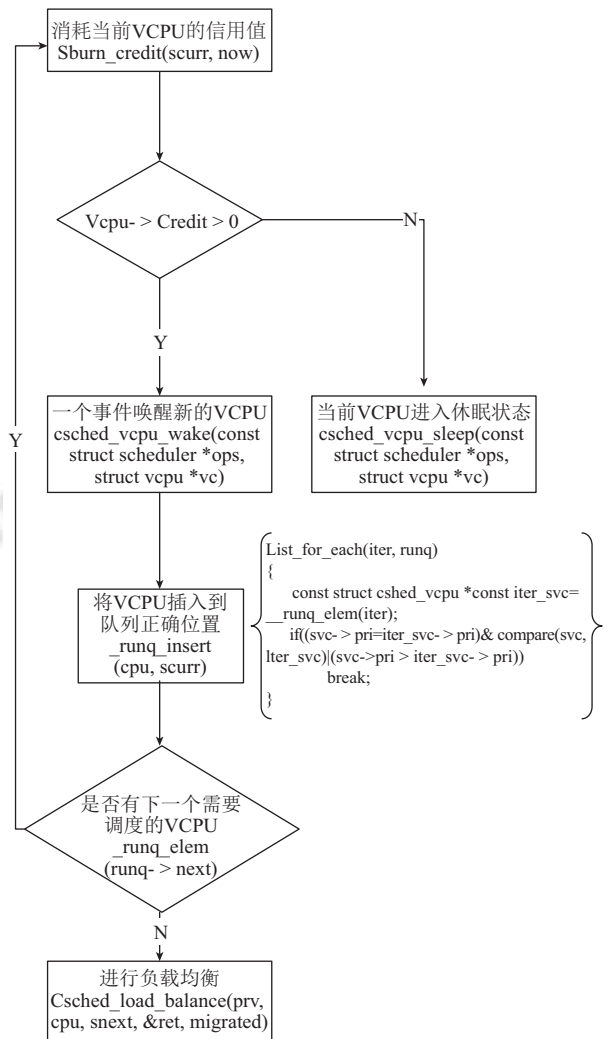 消耗当前VCPU的信用值
Sburn_credit(scurr, now)
Vcpu- > Credit > 0
N
Y
一个事件唤醒新的VCPU
csched_vcpu_wake(const
struct scheduler *ops,
struct vcpu *vc)
当前VCPU进入休眠状态
csched_vcpu_sleep(const
struct scheduler *ops,
struct vcpu *vc)
Y
将VCPU插入到
队列正确位置
_runq_insert
(cpu, scurr)
List_for_each(iter, runq)
{
const struct cshed_vcpu *const iter_svc=
__runq_elem(iter);
if((svc- > pri=iter_svc- > pri)& compare(svc,
lter_svc)|(svc->pri > iter_svc- > pri))
break;
}
是否有下一个需要
调度的VCPU
_runq_elem
(runq- > next)
N
进行负载均衡
Csched_load_balance(prv,
cpu, snext, &ret, migrated)